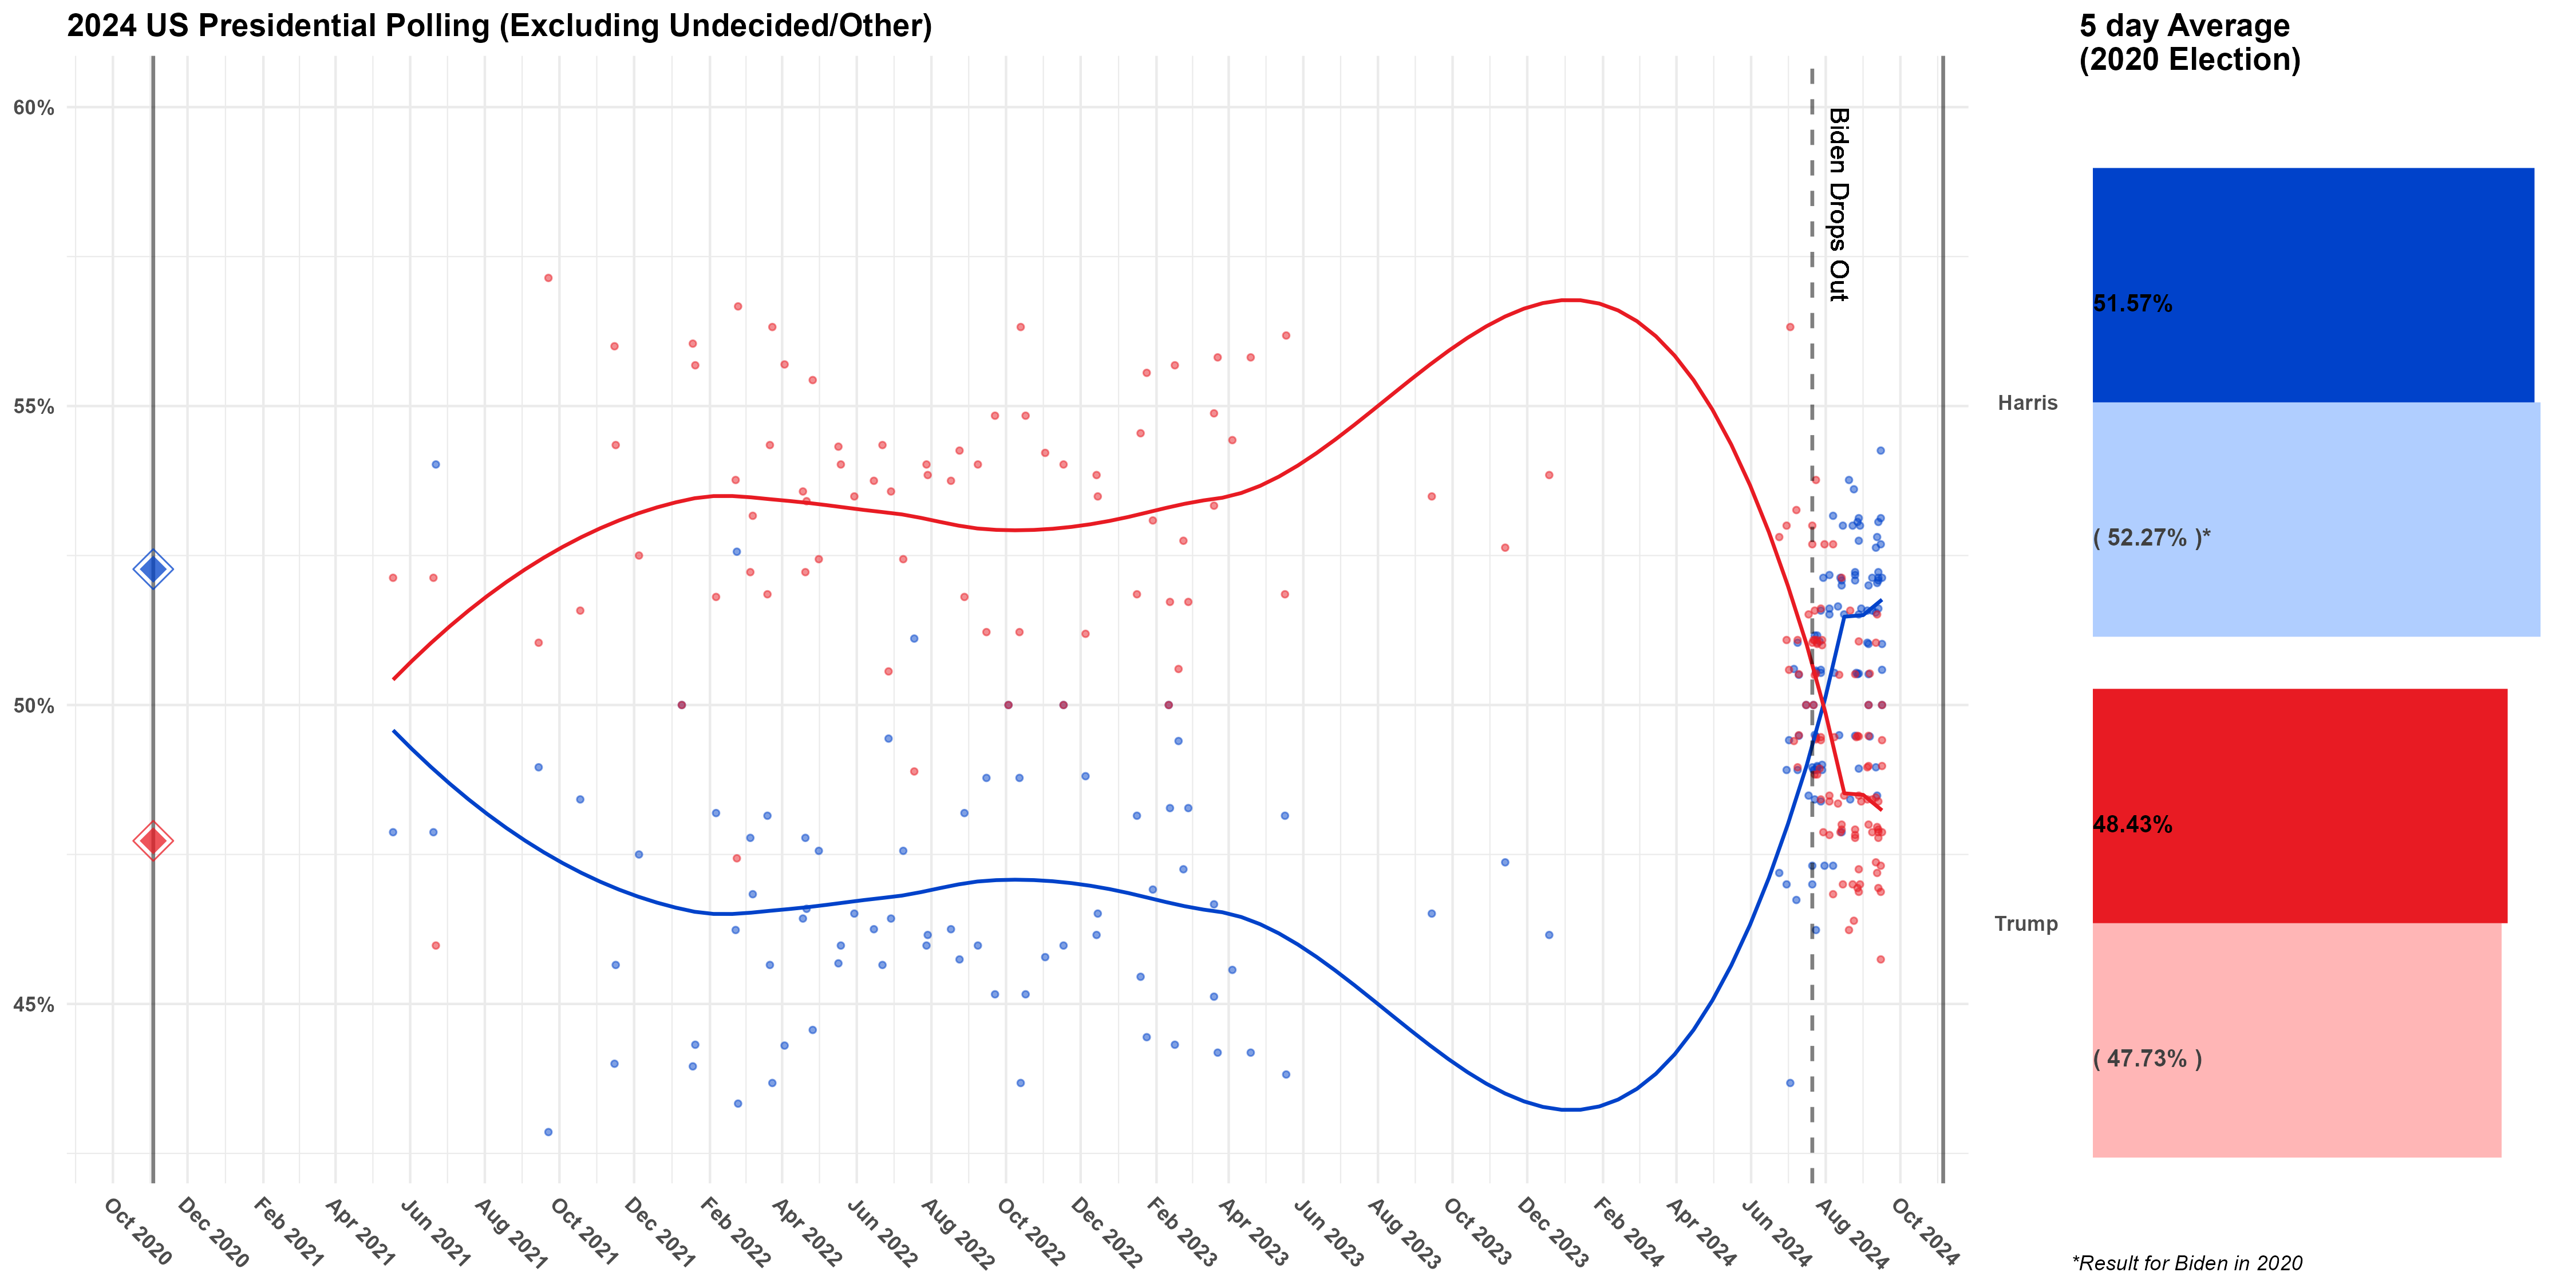 2024 US Presidential Polling (Excluding Undecided/Other)
60%
55%
50%
45%
Biden Drops Out
Oct 2020
Dec 2020
Feb 2021
Apr 2021
Jun 2021
Aug 2021
Oct 2021
Dec 2021
Feb 2022
Apr 2022
Jun 2022
Aug 2022
Oct 2022
Dec 2022
Feb 2023
Apr 2023
Jun 2023
Aug 2023
Oct 2023
Dec 2023
Feb 2024
Apr 2024
Jun 2024
Aug 2024
Oct 2024
5 day Average
(2020 Election)
Harris
51.57%
( 52.27% )*
Trump
48.43%
( 47.73% )
*Result for Biden in 2020